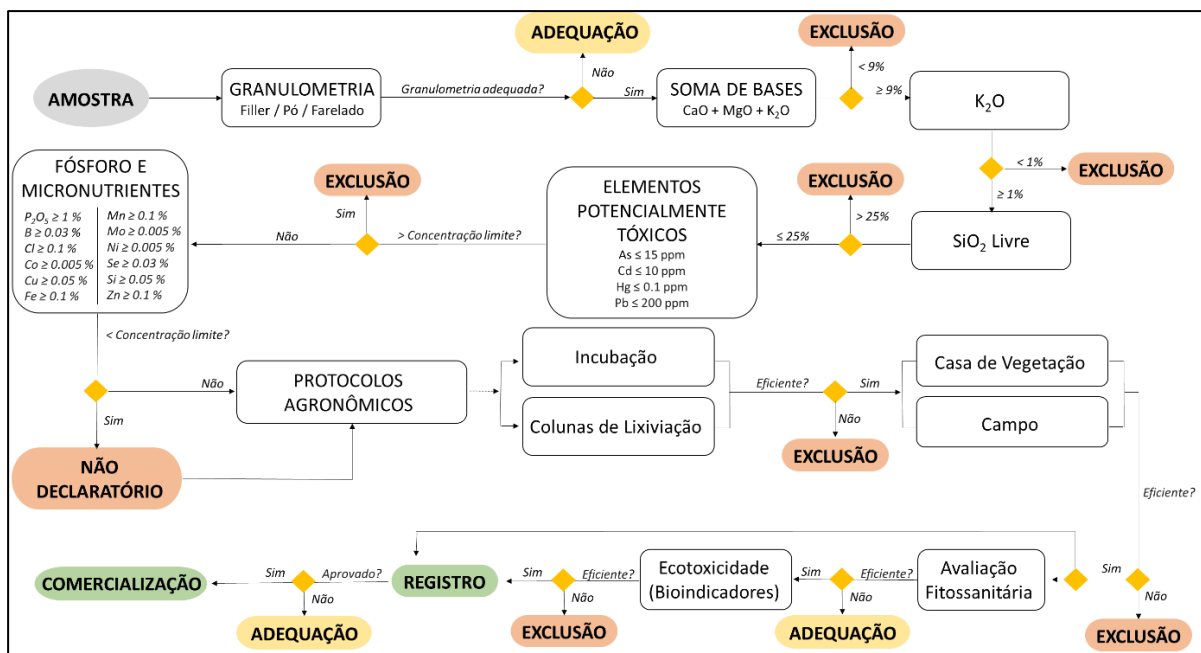 AMOSTRA
GRANULOMETRIA
Filler / Pó / Farelado
Granulometria adequada?
ADEQUAÇÃO
Não
Sim
SOMA DE BASES
CaO + MgO + K₂O
EXCLUSÃO
< 9%
≥ 9%
K₂O
< 1%
EXCLUSÃO
≥ 1%
SiO₂ Livre
> 25%
EXCLUSÃO
≤ 25%
ELEMENTOS
POTENCIALMENTE
TÓXICOS
As ≤ 15 ppm
Cd ≤ 10 ppm
Hg ≤ 0.1 ppm
Pb ≤ 200 ppm
> Concentração limite?
EXCLUSÃO
Sim
Não
FÓSFORO E
MICRONUTRIENTES
P₂O₅ ≥ 1 %
B ≥ 0.03 %
Cl ≥ 0.1 %
Co ≥ 0.005 %
Cu ≥ 0.05 %
Fe ≥ 0.1 %
Mn ≥ 0.1 %
Mo ≥ 0.005 %
Ni ≥ 0.005 %
Se ≥ 0.03 %
Si ≥ 0.05 %
Zn ≥ 0.1 %
< Concentração limite?
Não
Sim
NÃO
DECLARATÓRIO
PROTOCOLOS
AGRONÔMICOS
Incubação
Colunas de Lixiviação
Eficiente?
Sim
Não
EXCLUSÃO
Casa de Vegetação
Campo
Eficiente?
Sim
Não
EXCLUSÃO
Avaliação
Fitossanitária
Eficiente?
Sim
Não
ADEQUAÇÃO
Ecotoxicidade
(Bioindicadores)
Eficiente?
Sim
Não
EXCLUSÃO
REGISTRO
Aprovado?
Sim
Não
ADEQUAÇÃO
COMERCIALIZAÇÃO